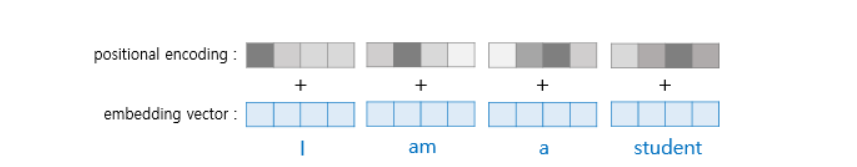 positional encoding :
+ + + +
embedding vector :
I am a student